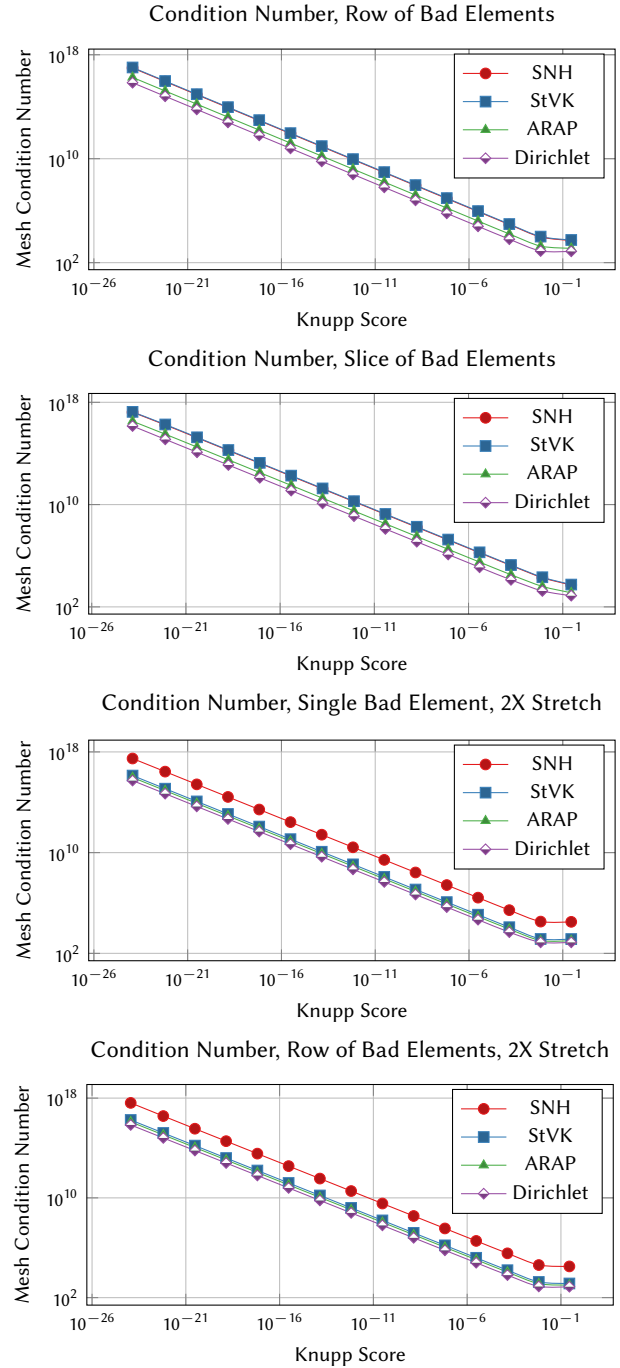 Condition Number, Row of Bad Elements
10^18
10^10
10^2
Mesh Condition Number
SNH
StVK
ARAP
Dirichlet
10^−26
10^−21
10^−16
10^−11
10^−6
10^−1
Knupp Score
Condition Number, Slice of Bad Elements
10^18
10^10
10^2
Mesh Condition Number
SNH
StVK
ARAP
Dirichlet
10^−26
10^−21
10^−16
10^−11
10^−6
10^−1
Knupp Score
Condition Number, Single Bad Element, 2X Stretch
10^18
10^10
10^2
Mesh Condition Number
SNH
StVK
ARAP
Dirichlet
10^−26
10^−21
10^−16
10^−11
10^−6
10^−1
Knupp Score
Condition Number, Row of Bad Elements, 2X Stretch
10^18
10^10
10^2
Mesh Condition Number
SNH
StVK
ARAP
Dirichlet
10^−26
10^−21
10^−16
10^−11
10^−6
10^−1
Knupp Score